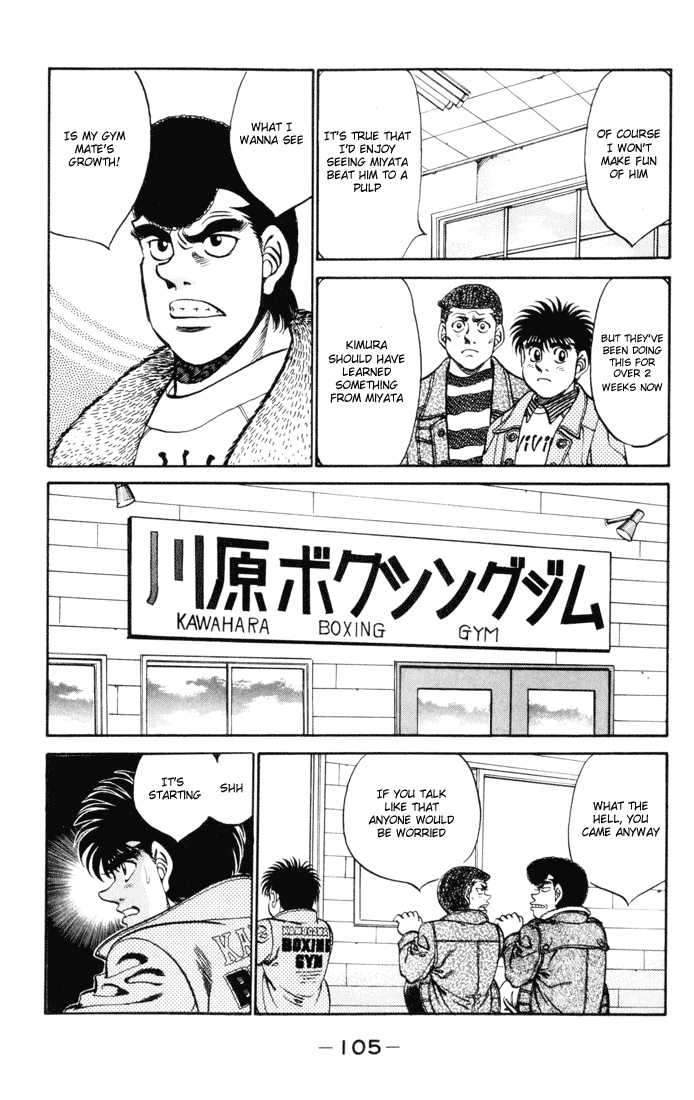 OF COURSE
I WON'T
MAKE FUN
OF HIM
IT'S TRUE THAT
I'D ENJOY
SEEING MIYATA
BEAT HIM TO A
PULP
WHAT I
WANNA SEE
IS MY GYM
MATE'S
GROWTH!
BUT THEY'VE
BEEN DOING
THIS FOR
OVER 2
WEEKS NOW
KIMURA
SHOULD HAVE
LEARNED
SOMETHING
FROM MIYATA
ViVi
川原ボクシングジム
KAWAHARA BOXING GYM
WHAT THE
HELL, YOU
CAME ANYWAY
IF YOU TALK
LIKE THAT
ANYONE WOULD
BE WORRIED
KAMOGAWA
BOXING
GYM
SHH
IT'S
STARTING
KA
B
— 105 —